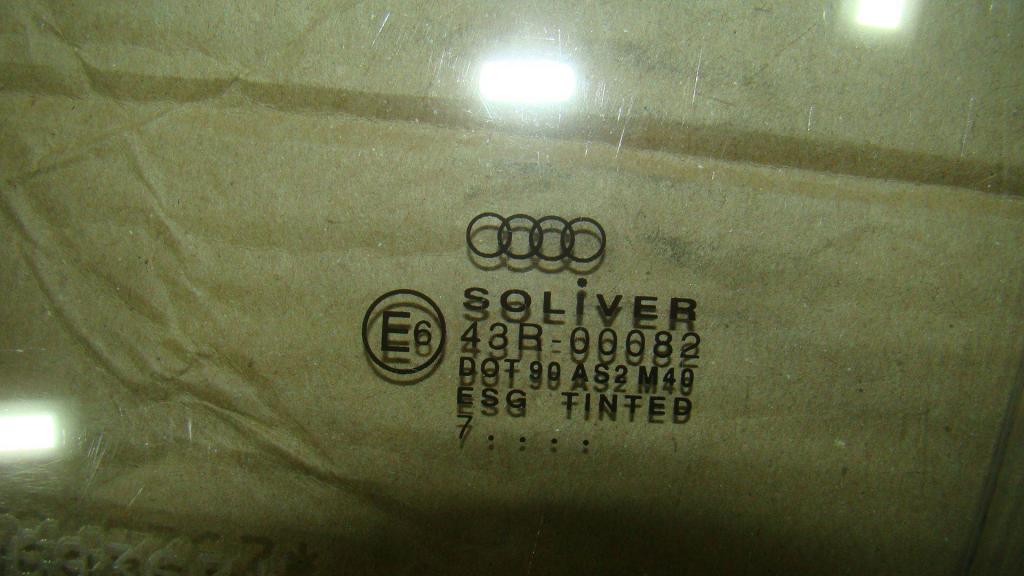 SOLiVER
E6
43R-00082
DOT 90 AS2 M40
ESG TINTED
7 : : : :